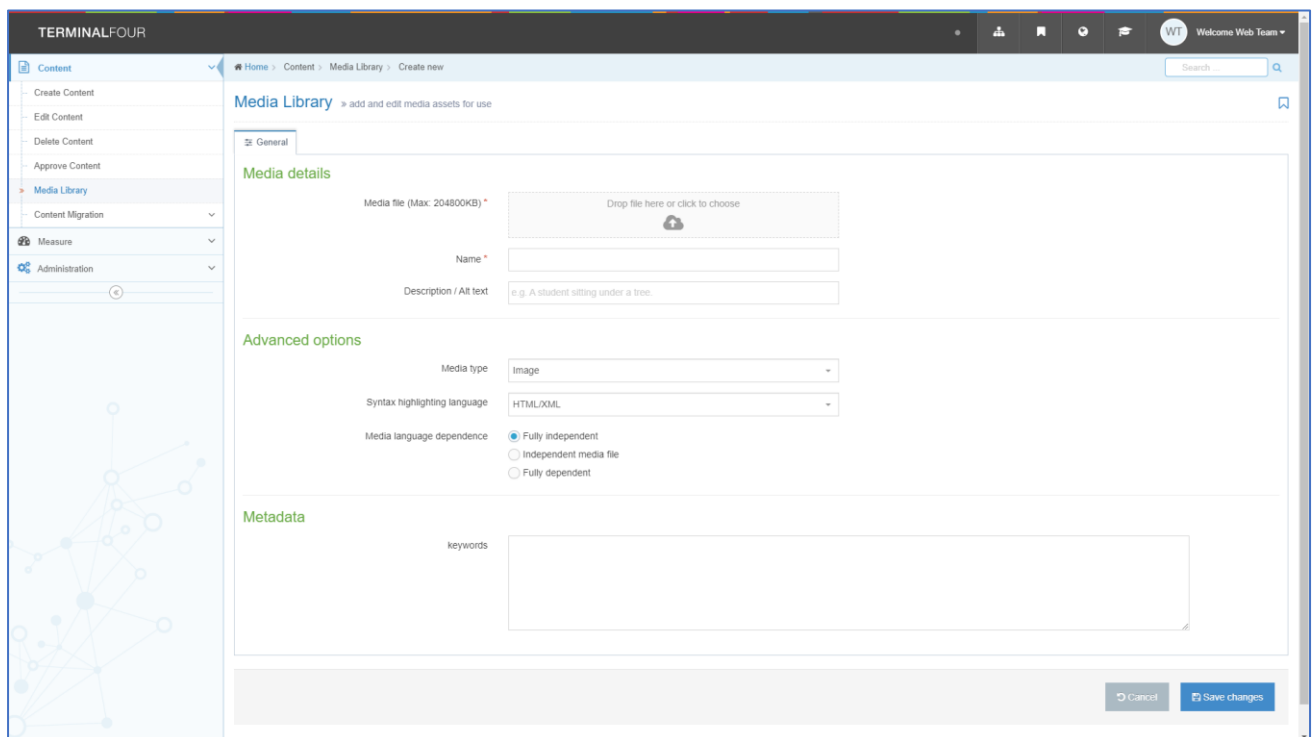 TERMINALFOUR
WT Welcome Web Team
Content
Home > Content > Media Library > Create new
Search ...
Create Content
Edit Content
Delete Content
Approve Content
» Media Library
Content Migration
Measure
Administration
Media Library » add and edit media assets for use
General
Media details
Media file (Max: 204800KB) *
Drop file here or click to choose
Name *
Description / Alt text
e.g. A student sitting under a tree.
Advanced options
Media type
Image
Syntax highlighting language
HTML/XML
Media language dependence
Fully independent
Independent media file
Fully dependent
Metadata
keywords
Cancel
Save changes